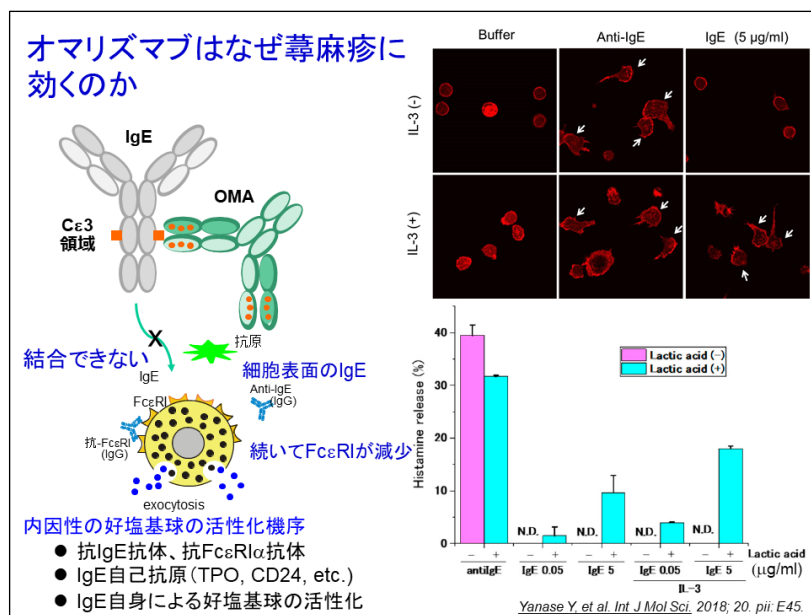 オマリズマブはなぜ蕁麻疹に
効くのか
IgE
OMA
Cε3
領域
結合できない
X
抗原
IgE
細胞表面のIgE
FcεRI
Anti-IgE
(IgG)
抗-FcεRI
(IgG)
続いてFcεRIが減少
exocytosis
内因性の好塩基球の活性化機序
● 抗IgE抗体、抗FcεRIα抗体
● IgE自己抗原（TPO, CD24, etc.)
● IgE自身による好塩基球の活性化
Buffer
Anti-IgE
IgE (5 μg/ml)
IL-3 (-)
IL-3 (+)
Histamine release (%)
40
30
20
10
0
Lactic acid (−)
Lactic acid (+)
N.D.
N.D.
N.D.
N.D.
− + − + − + − + − + Lactic acid
antiIgE IgE 0.05 IgE 5 IgE 0.05 IgE 5 (μg/ml)
IL-3
Yanase Y, et al. Int J Mol Sci. 2018; 20. pii: E45.